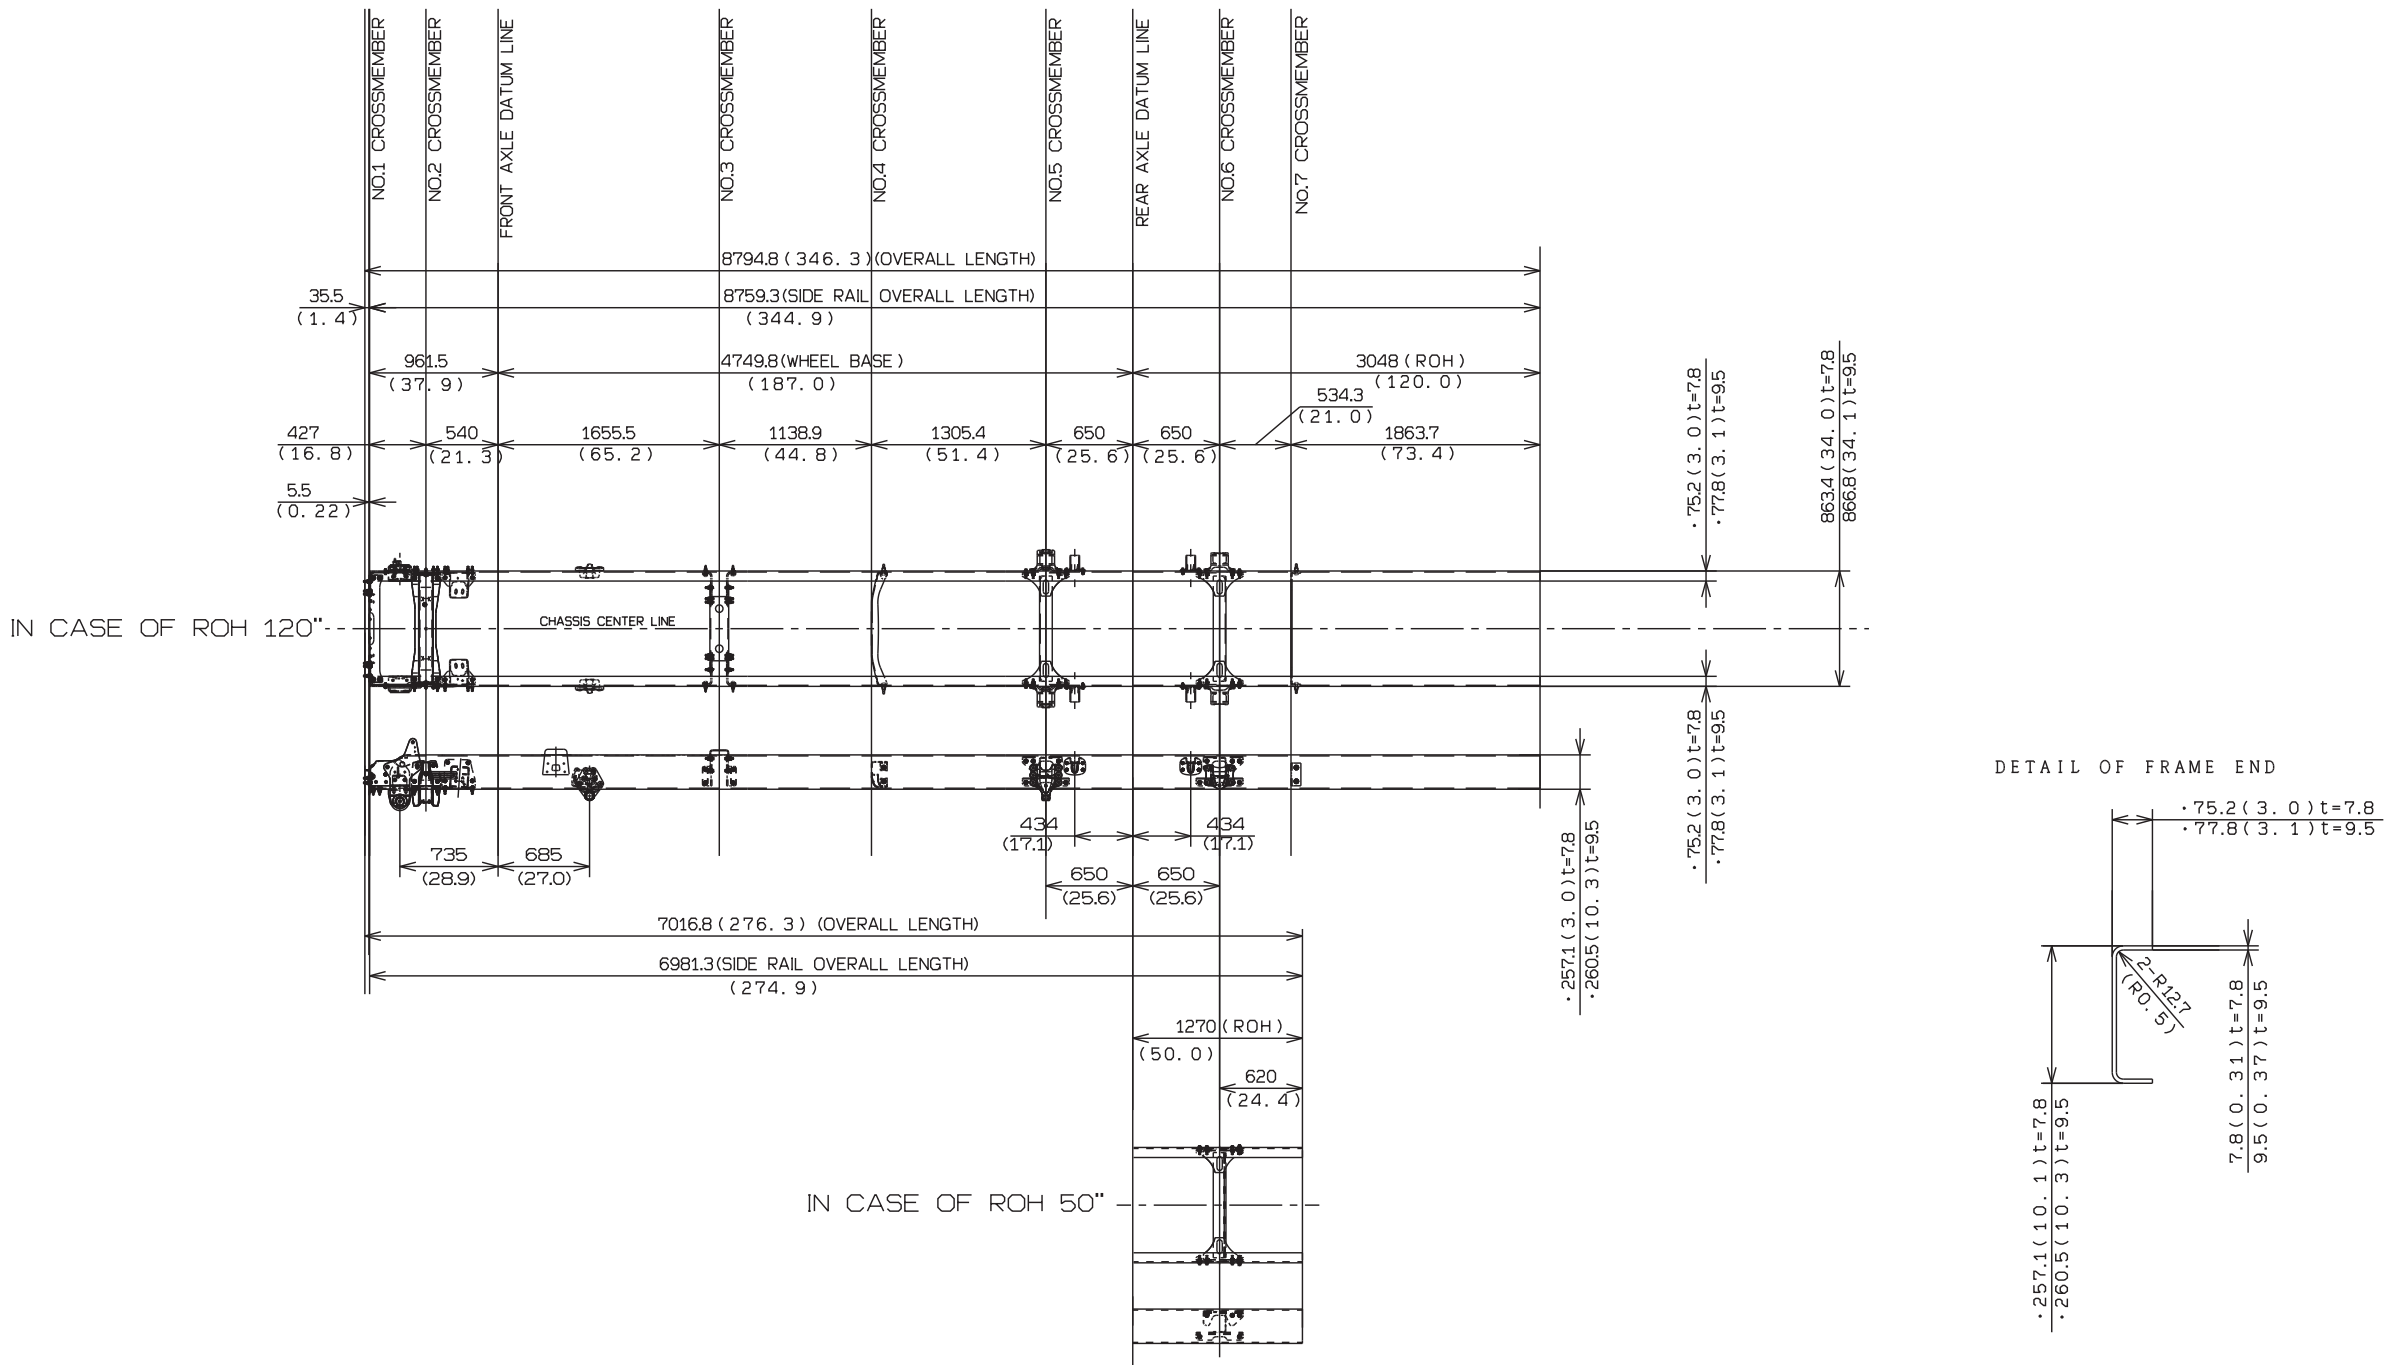 NO.1 CROSSMEMBER
NO.2 CROSSMEMBER
FRONT AXLE DATUM LINE
NO.3 CROSSMEMBER
NO.4 CROSSMEMBER
NO.5 CROSSMEMBER
REAR AXLE DATUM LINE
NO.6 CROSSMEMBER
NO.7 CROSSMEMBER
8794.8 (346.3)(OVERALL LENGTH)
35.5
(1.4)
8759.3(SIDE RAIL OVERALL LENGTH)
(344.9)
961.5
(37.9)
4749.8(WHEEL BASE)
(187.0)
3048 (ROH)
(120.0)
534.3
(21.0)
427
(16.8)
540
(21.3)
1655.5
(65.2)
1138.9
(44.8)
1305.4
(51.4)
650
(25.6)
650
(25.6)
1863.7
(73.4)
5.5
(0.22)
·75.2(3.0)t=7.8
·77.8(3.1)t=9.5
863.4(34.0)t=7.8
866.8(34.1)t=9.5
IN CASE OF ROH 120"
CHASSIS CENTER LINE
·75.2(3.0)t=7.8
·77.8(3.1)t=9.5
434
(17.1)
434
(17.1)
735
(28.9)
685
(27.0)
650
(25.6)
650
(25.6)
·257.1(3.0)t=7.8
·260.5(10.3)t=9.5
7016.8(276.3) (OVERALL LENGTH)
6981.3(SIDE RAIL OVERALL LENGTH)
(274.9)
1270 (ROH)
(50.0)
620
(24.4)
IN CASE OF ROH 50"
DETAIL OF FRAME END
·75.2(3.0)t=7.8
·77.8(3.1)t=9.5
2-R12.7
(R0.5)
7.8(0.31)t=7.8
9.5(0.37)t=9.5
·257.1(10.1)t=7.8
·260.5(10.3)t=9.5